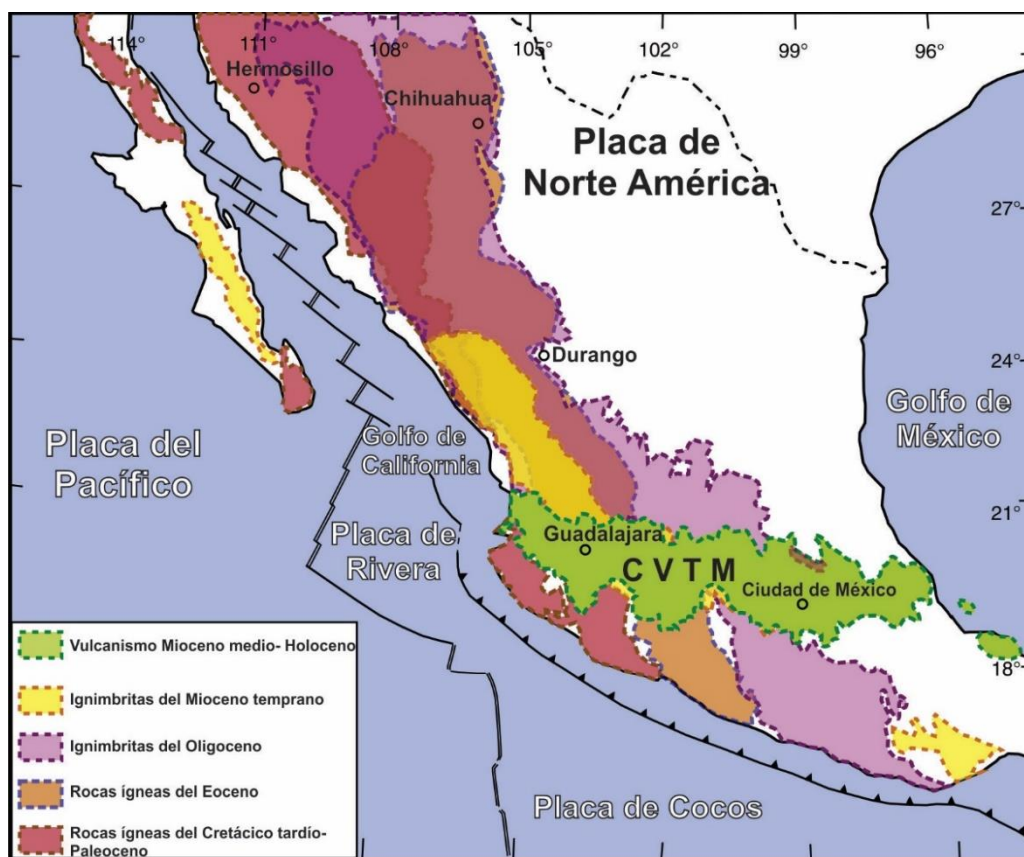 114°
111°
108°
105°
102°
99°
96°
Hermosillo
Chihuahua
Placa de
Norte América
27°
Durango
24°
Golfo de
México
Placa del
Pacífico
Golfo de
California
21°
Placa de
Rivera
Guadalajara
C V T M
Ciudad de México
18°
Placa de Cocos
Vulcanismo Mioceno medio- Holoceno
Ignimbritas del Mioceno temprano
Ignimbritas del Oligoceno
Rocas ígneas del Eoceno
Rocas ígneas del Cretácico tardío-
Paleoceno